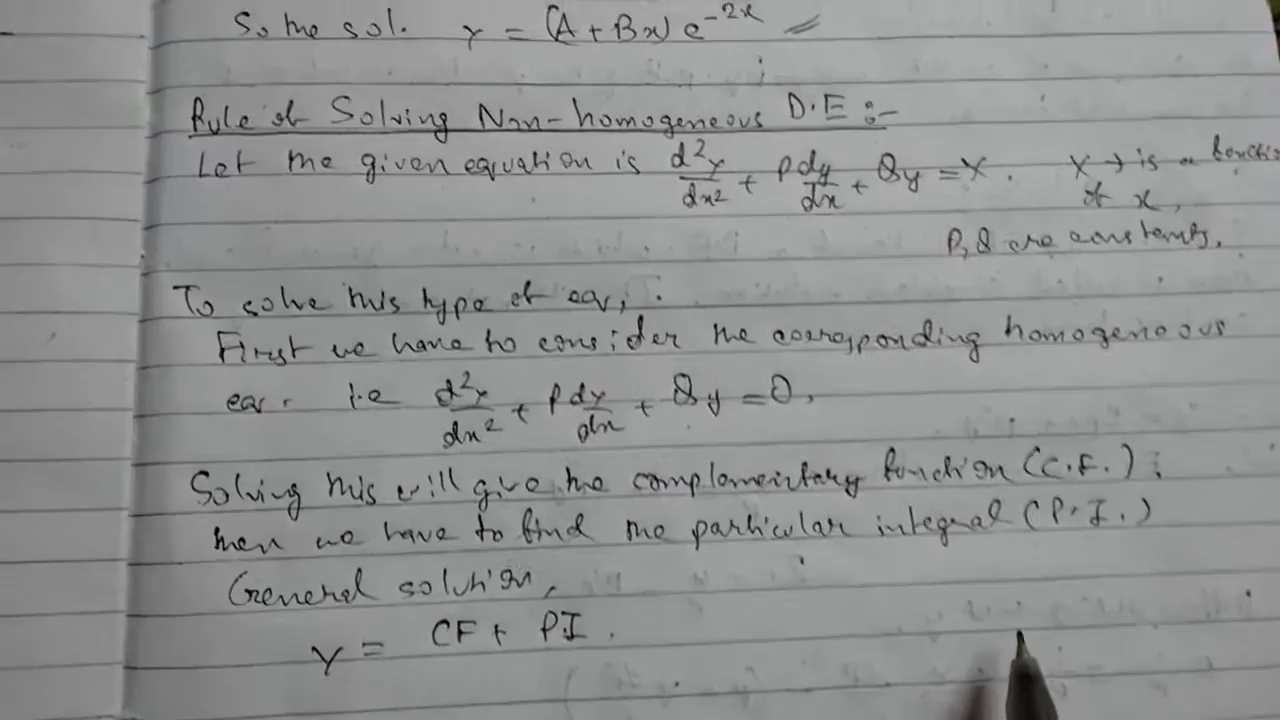 So the sol. y = (A + Bx) e^-2x
Rule of Solving Non-homogeneous D.E :-
Let the given equation is d²y/dx² + P dy/dx + Qy = X. X → is a functi
of x,
P, Q are constants.
To solve this type of eqn, :
First we have to consider the corresponding homogeneous
eqn. i.e d²y/dx² + P dy/dx + Qy = 0,
Solving this will give the complementary function (C.F.);
then we have to find the particular integral (P.I.)
General solution,
y = CF + PI.